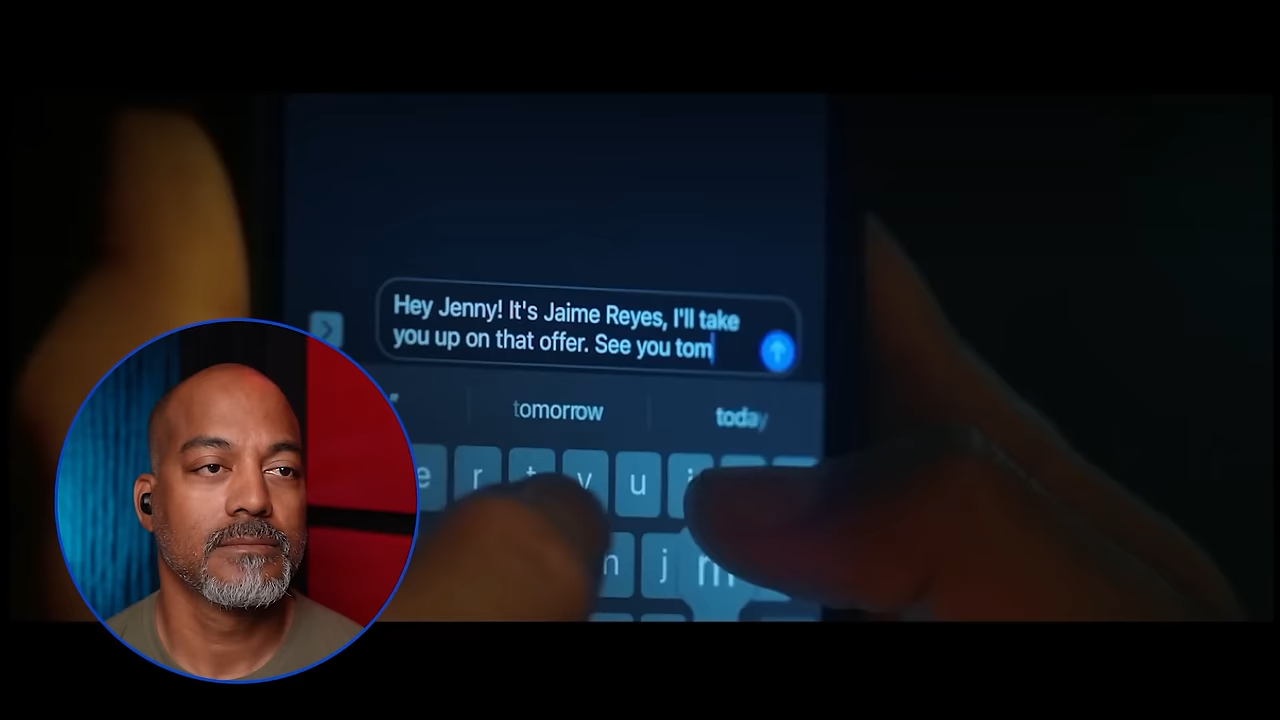 Hey Jenny! It's Jaime Reyes, I'll take
you up on that offer. See you tom
tomorrow today
e r t y u i
n j m